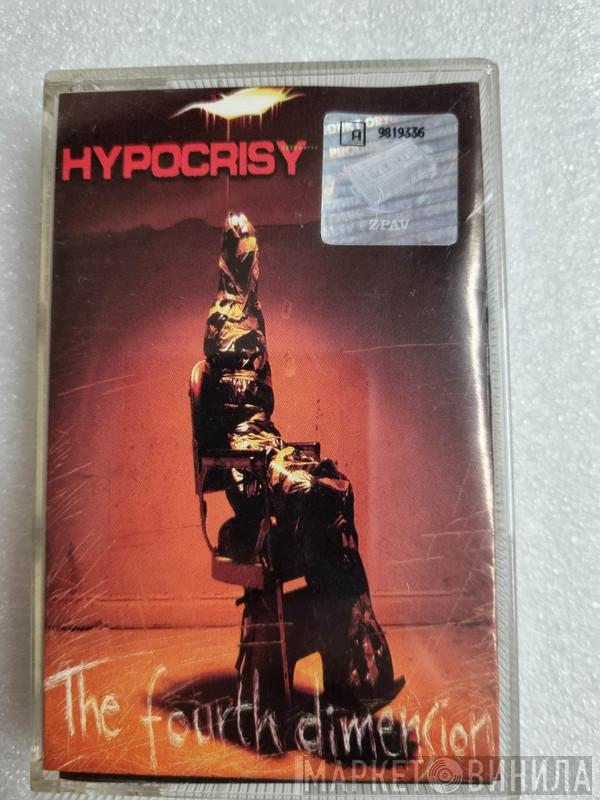 HYPOCRISY
A 9819336
ZPAV
The fourth dimension
МАРКЕТ ВИНИЛА